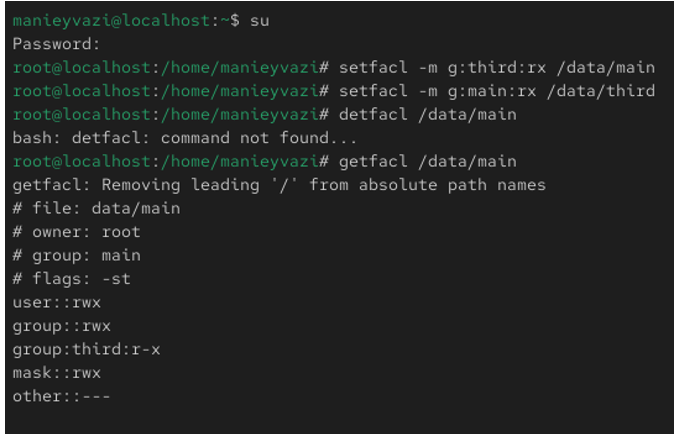 manieyvazi@localhost:~$ su
Password:
root@localhost:/home/manieyvazi# setfacl -m g:third:rx /data/main
root@localhost:/home/manieyvazi# setfacl -m g:main:rx /data/third
root@localhost:/home/manieyvazi# detfacl /data/main
bash: detfacl: command not found...
root@localhost:/home/manieyvazi# getfacl /data/main
getfacl: Removing leading '/' from absolute path names
# file: data/main
# owner: root
# group: main
# flags: -st
user::rwx
group::rwx
group:third:r-x
mask::rwx
other::---